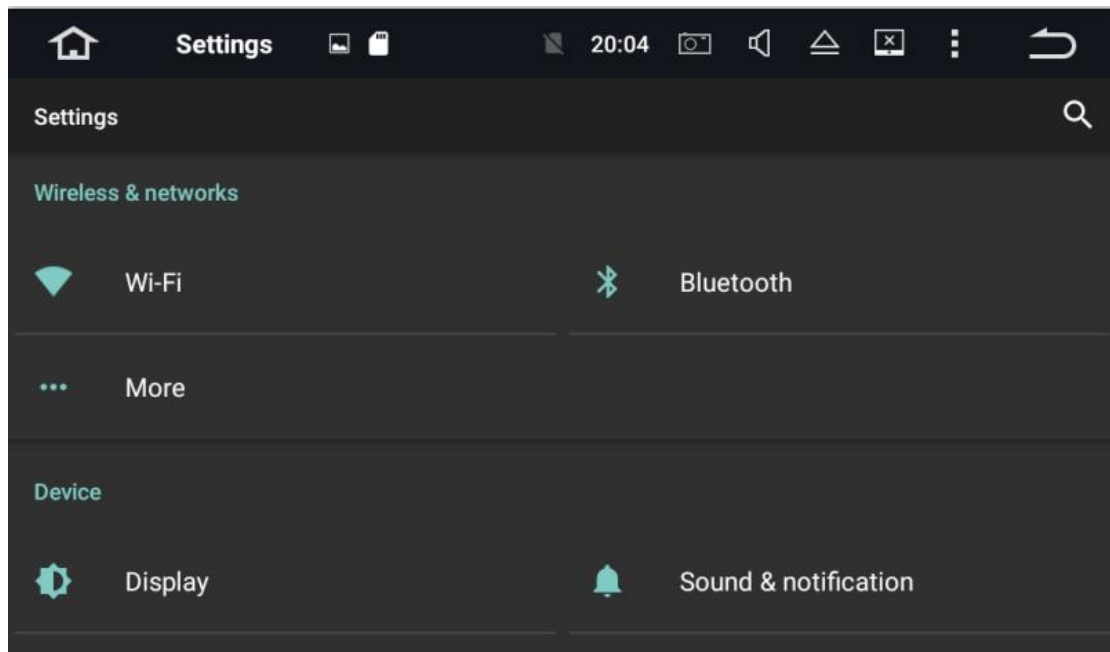 Settings 20:04
Settings
Wireless & networks
Wi-Fi Bluetooth
More
Device
Display Sound & notification